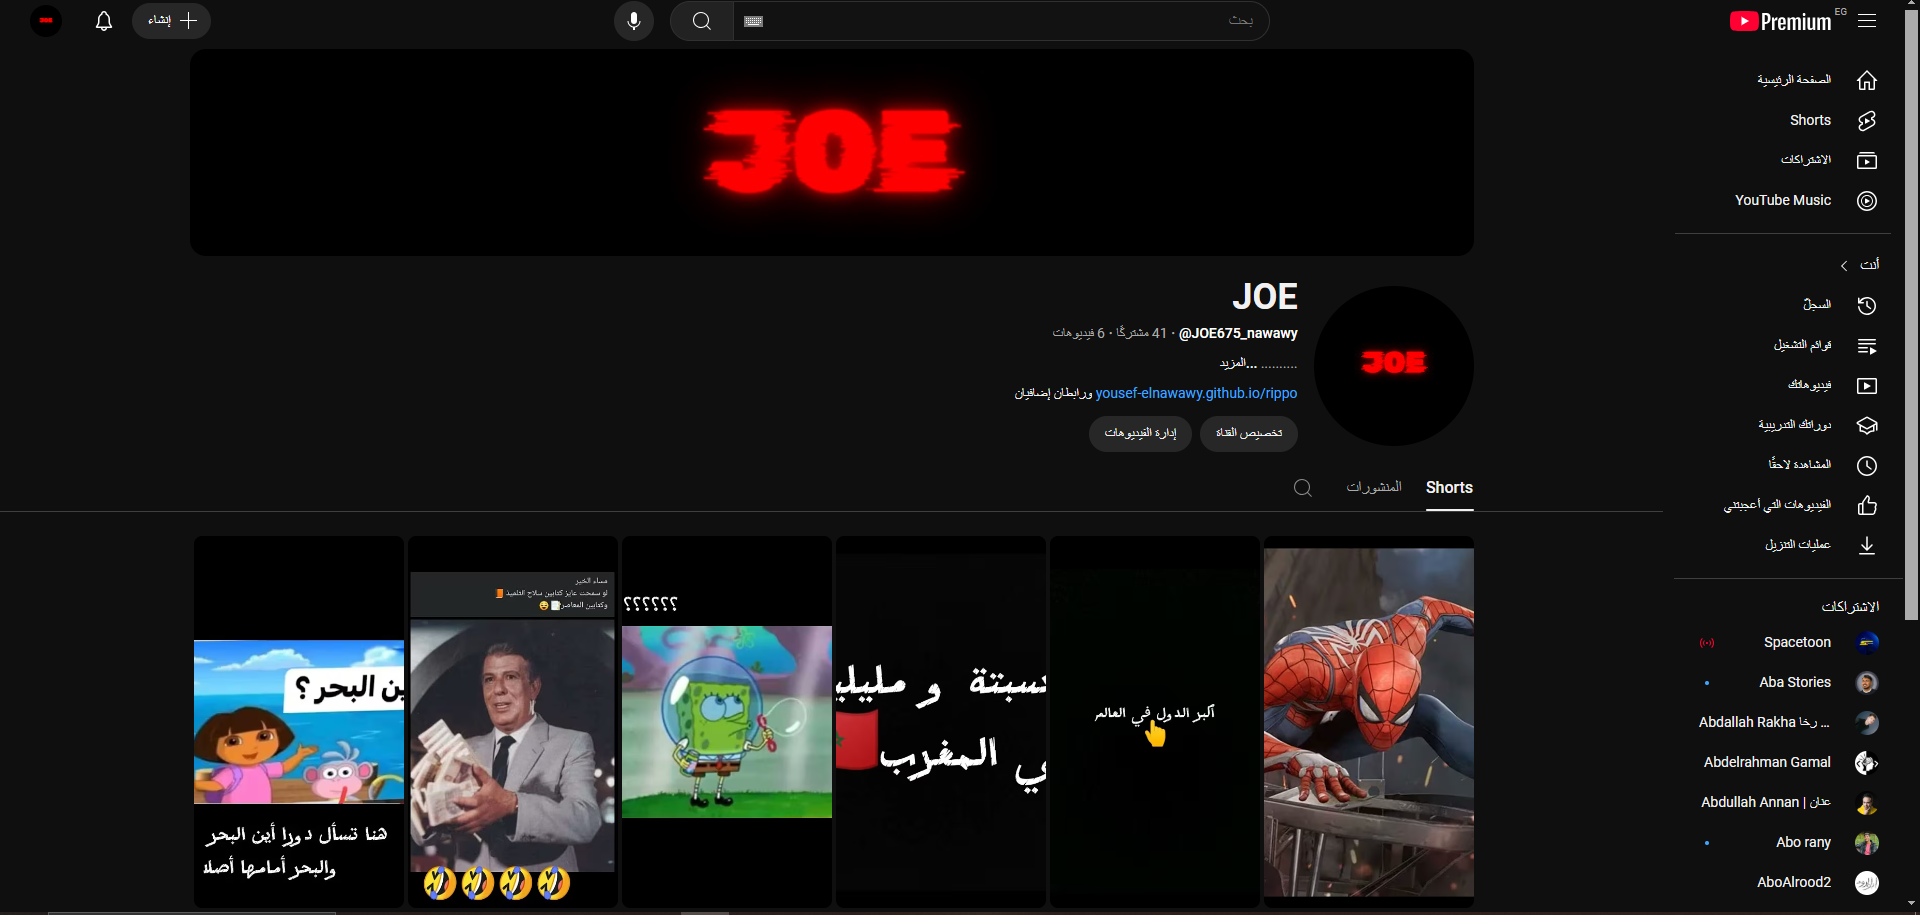 Premium EG
بحث
إنشاء
الصفحة الرئيسية
Shorts
الاشتراكات
YouTube Music
أنت
السجلّ
قوائم التشغيل
فيديوهاتك
دوراتك التدريبية
المشاهدة لاحقًا
الفيديوهات التي أعجبتني
عمليات التنزيل
الاشتراكات
Spacetoon
Aba Stories
Abdallah Rakha رخا ...
Abdelrahman Gamal
Abdullah Annan | عنان
Abo rany
AboAlrood2
JOE
JOE
JOE
@JOE675_nawawy · 41 مشتركًا · 6 فيديوهات
.......... ...المزيد
yousef-elnawawy.github.io/rippo ورابطان إضافيان
تخصيص القناة
إدارة الفيديوهات
Shorts
المنشورات
أكبر الدول في العالم
سبتة و مليلي
ي المغرب
؟؟؟؟؟؟
مساء الخير
لو سمحت عايز كتابين سلاح التلميذ
وكتابين المعاصر
ين البحر ؟
هنا تسأل دورا أين البحر
والبحر أمامها أصلا